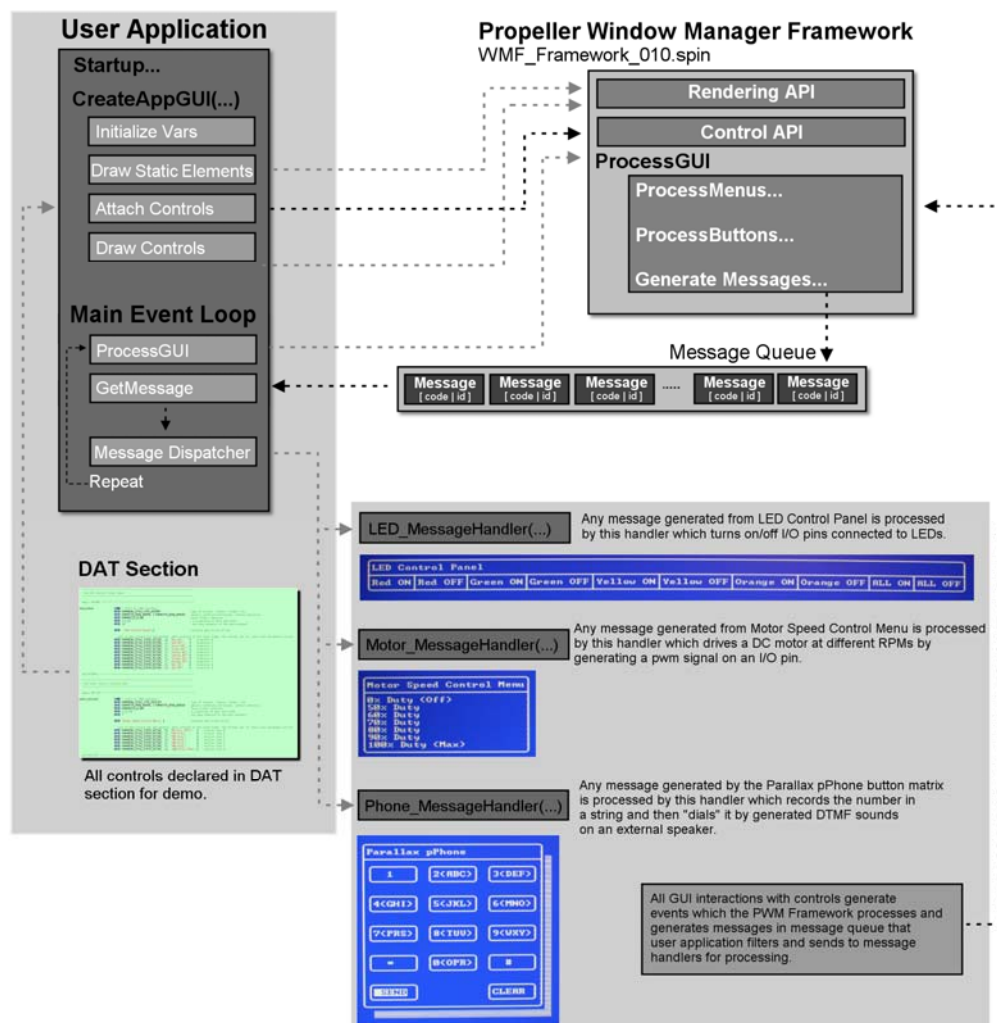 User Application
Startup...
CreateAppGUI(...)
Initialize Vars
Draw Static Elements
Attach Controls
Draw Controls
Main Event Loop
ProcessGUI
GetMessage
Message Dispatcher
Repeat
DAT Section
All controls declared in DAT
section for demo.
Propeller Window Manager Framework
WMF_Framework_010.spin
Rendering API
Control API
ProcessGUI
ProcessMenus...
ProcessButtons...
Generate Messages...
Message Queue
Message Message Message ..... Message Message
[ code | id ] [ code | id ] [ code | id ] [ code | id ] [ code | id ]
LED_MessageHandler(...)
Any message generated from LED Control Panel is processed
by this handler which turns on/off I/O pins connected to LEDs.
LED Control Panel
Red ON Red OFF Green ON Green OFF Yellow ON Yellow OFF Orange ON Orange OFF ALL ON ALL OFF
Motor_MessageHandler(...)
Any message generated from Motor Speed Control Menu is processed
by this handler which drives a DC motor at different RPMs by
generating a pwm signal on an I/O pin.
Motor Speed Control Menu
0% Duty (Off)
50% Duty
60% Duty
70% Duty
80% Duty
90% Duty
100% Duty (Max)
Phone_MessageHandler(...)
Any message generated by the Parallax pPhone button matrix
is processed by this handler which records the number in
a string and then "dials" it by generated DTMF sounds
on an external speaker.
Parallax pPhone
1 2(ABC) 3(DEF)
4(GHI) 5(JKL) 6(MNO)
7(PRS) 8(TUV) 9(WXY)
0(OPR)
SEND CLEAR
All GUI interactions with controls generate
events which the PWM Framework processes and
generates messages in message queue that
user application filters and sends to message
handlers for processing.